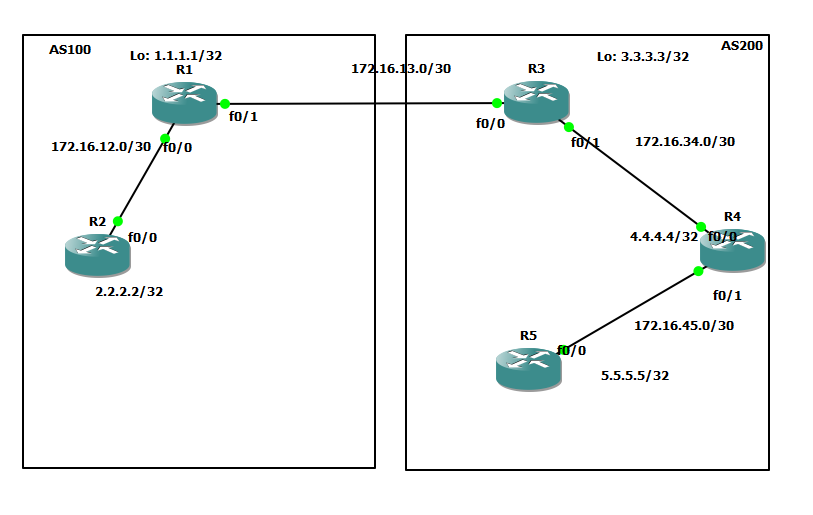 AS100
Lo: 1.1.1.1/32
R1
172.16.13.0/30
R3
Lo: 3.3.3.3/32
AS200
f0/1
f0/0
172.16.12.0/30
f0/0
f0/1
172.16.34.0/30
R2
f0/0
R4
4.4.4.4/32
f0/0
2.2.2.2/32
f0/1
172.16.45.0/30
R5
f0/0
5.5.5.5/32